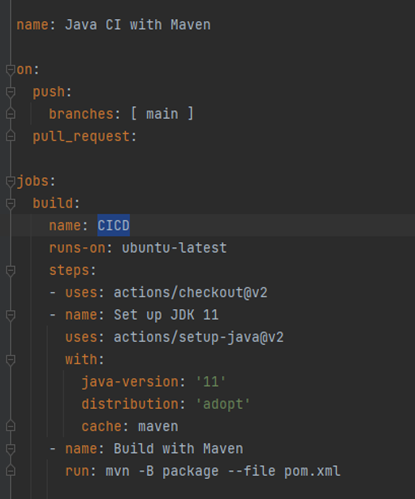 name: Java CI with Maven
on:
push:
branches: [ main ]
pull_request:
jobs:
build:
name: CICD
runs-on: ubuntu-latest
steps:
- uses: actions/checkout@v2
- name: Set up JDK 11
uses: actions/setup-java@v2
with:
java-version: '11'
distribution: 'adopt'
cache: maven
- name: Build with Maven
run: mvn -B package --file pom.xml